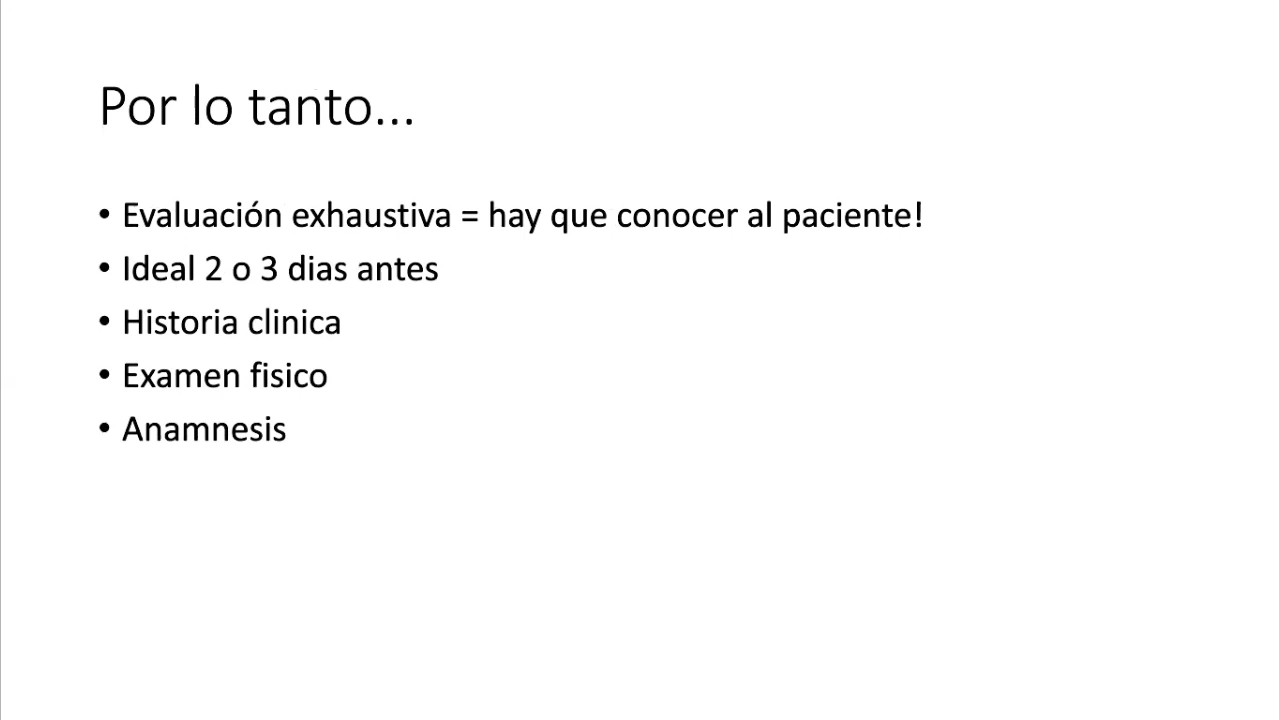 Por lo tanto...
• Evaluación exhaustiva = hay que conocer al paciente!
• Ideal 2 o 3 dias antes
• Historia clinica
• Examen fisico
• Anamnesis